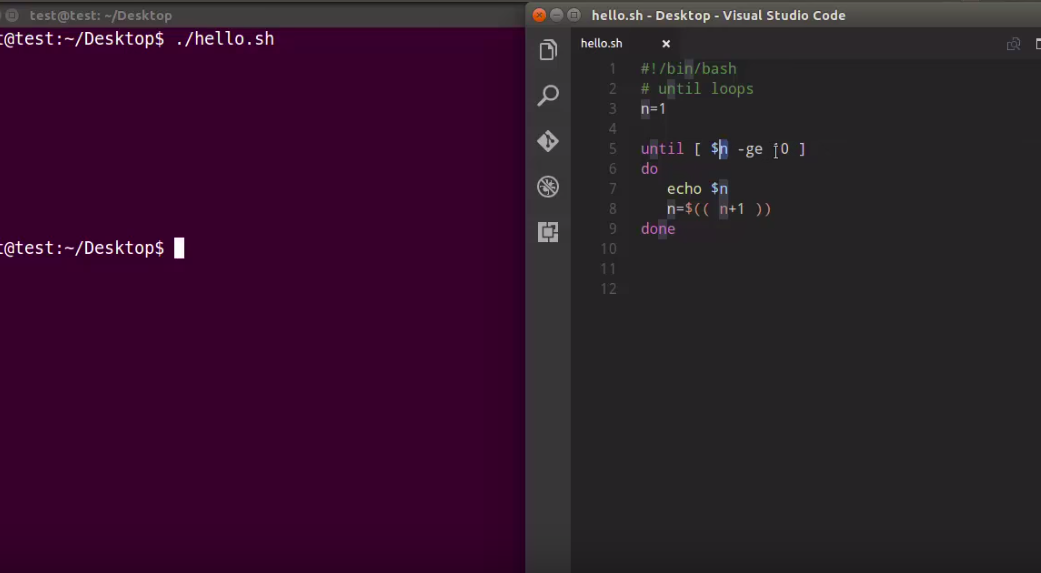 test@test: ~/Desktop
t@test:~/Desktop$ ./hello.sh
t@test:~/Desktop$
hello.sh - Desktop - Visual Studio Code
hello.sh
1 #!/bin/bash
2 # until loops
3 n=1
4
5 until [ $n -ge 10 ]
6 do
7 echo $n
8 n=$(( n+1 ))
9 done
10
11
12